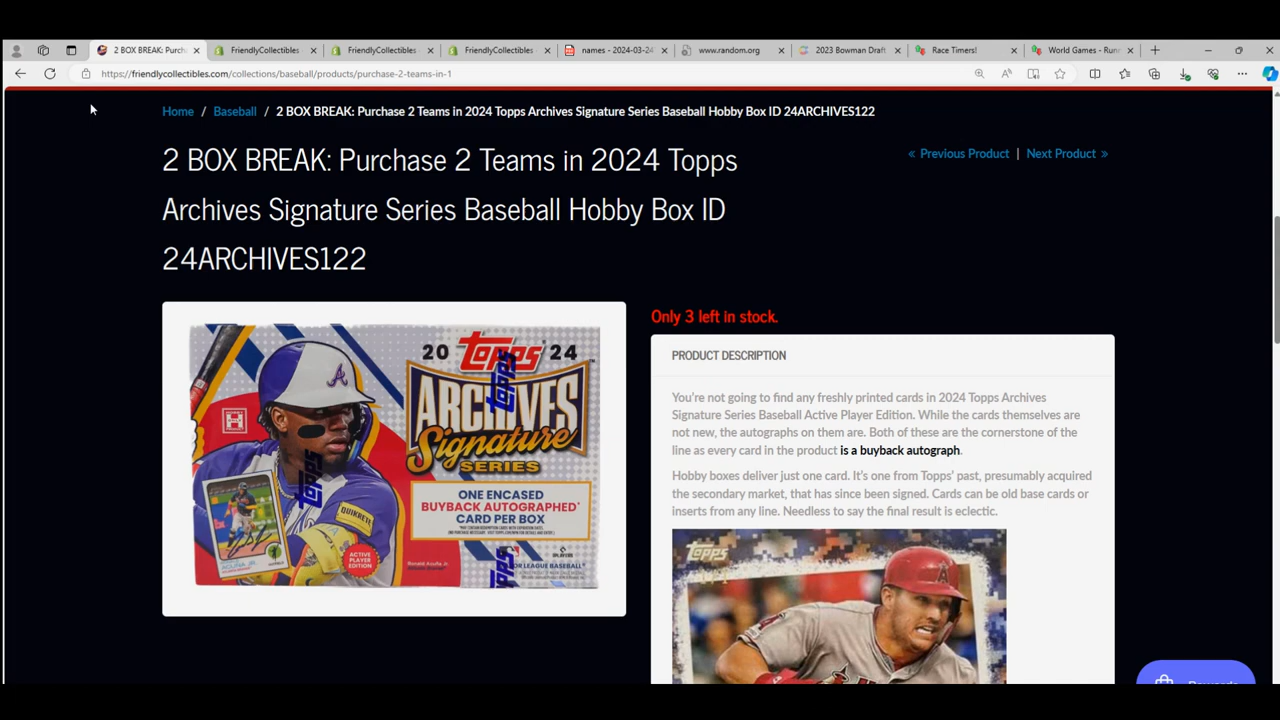 2 BOX BREAK: Purch
FriendlyCollectibles
FriendlyCollectibles
FriendlyCollectibles
names - 2024-03-24
www.random.org
2023 Bowman Draft
Race Timers!
World Games - Runn
https://friendlycollectibles.com/collections/baseball/products/purchase-2-teams-in-1
Home / Baseball / 2 BOX BREAK: Purchase 2 Teams in 2024 Topps Archives Signature Series Baseball Hobby Box ID 24ARCHIVES122
2 BOX BREAK: Purchase 2 Teams in 2024 Topps
Archives Signature Series Baseball Hobby Box ID
24ARCHIVES122
« Previous Product | Next Product »
20 topps 24
ARCHIVES
Signature
SERIES
ONE ENCASED
BUYBACK AUTOGRAPHED*
CARD PER BOX
ACTIVE
PLAYER
EDITION
QUIKRETE
topps
topps
Only 3 left in stock.
PRODUCT DESCRIPTION
You're not going to find any freshly printed cards in 2024 Topps Archives
Signature Series Baseball Active Player Edition. While the cards themselves are
not new, the autographs on them are. Both of these are the cornerstone of the
line as every card in the product is a buyback autograph.
Hobby boxes deliver just one card. It's one from Topps' past, presumably acquired
the secondary market, that has since been signed. Cards can be old base cards or
inserts from any line. Needless to say the final result is eclectic.
Topps